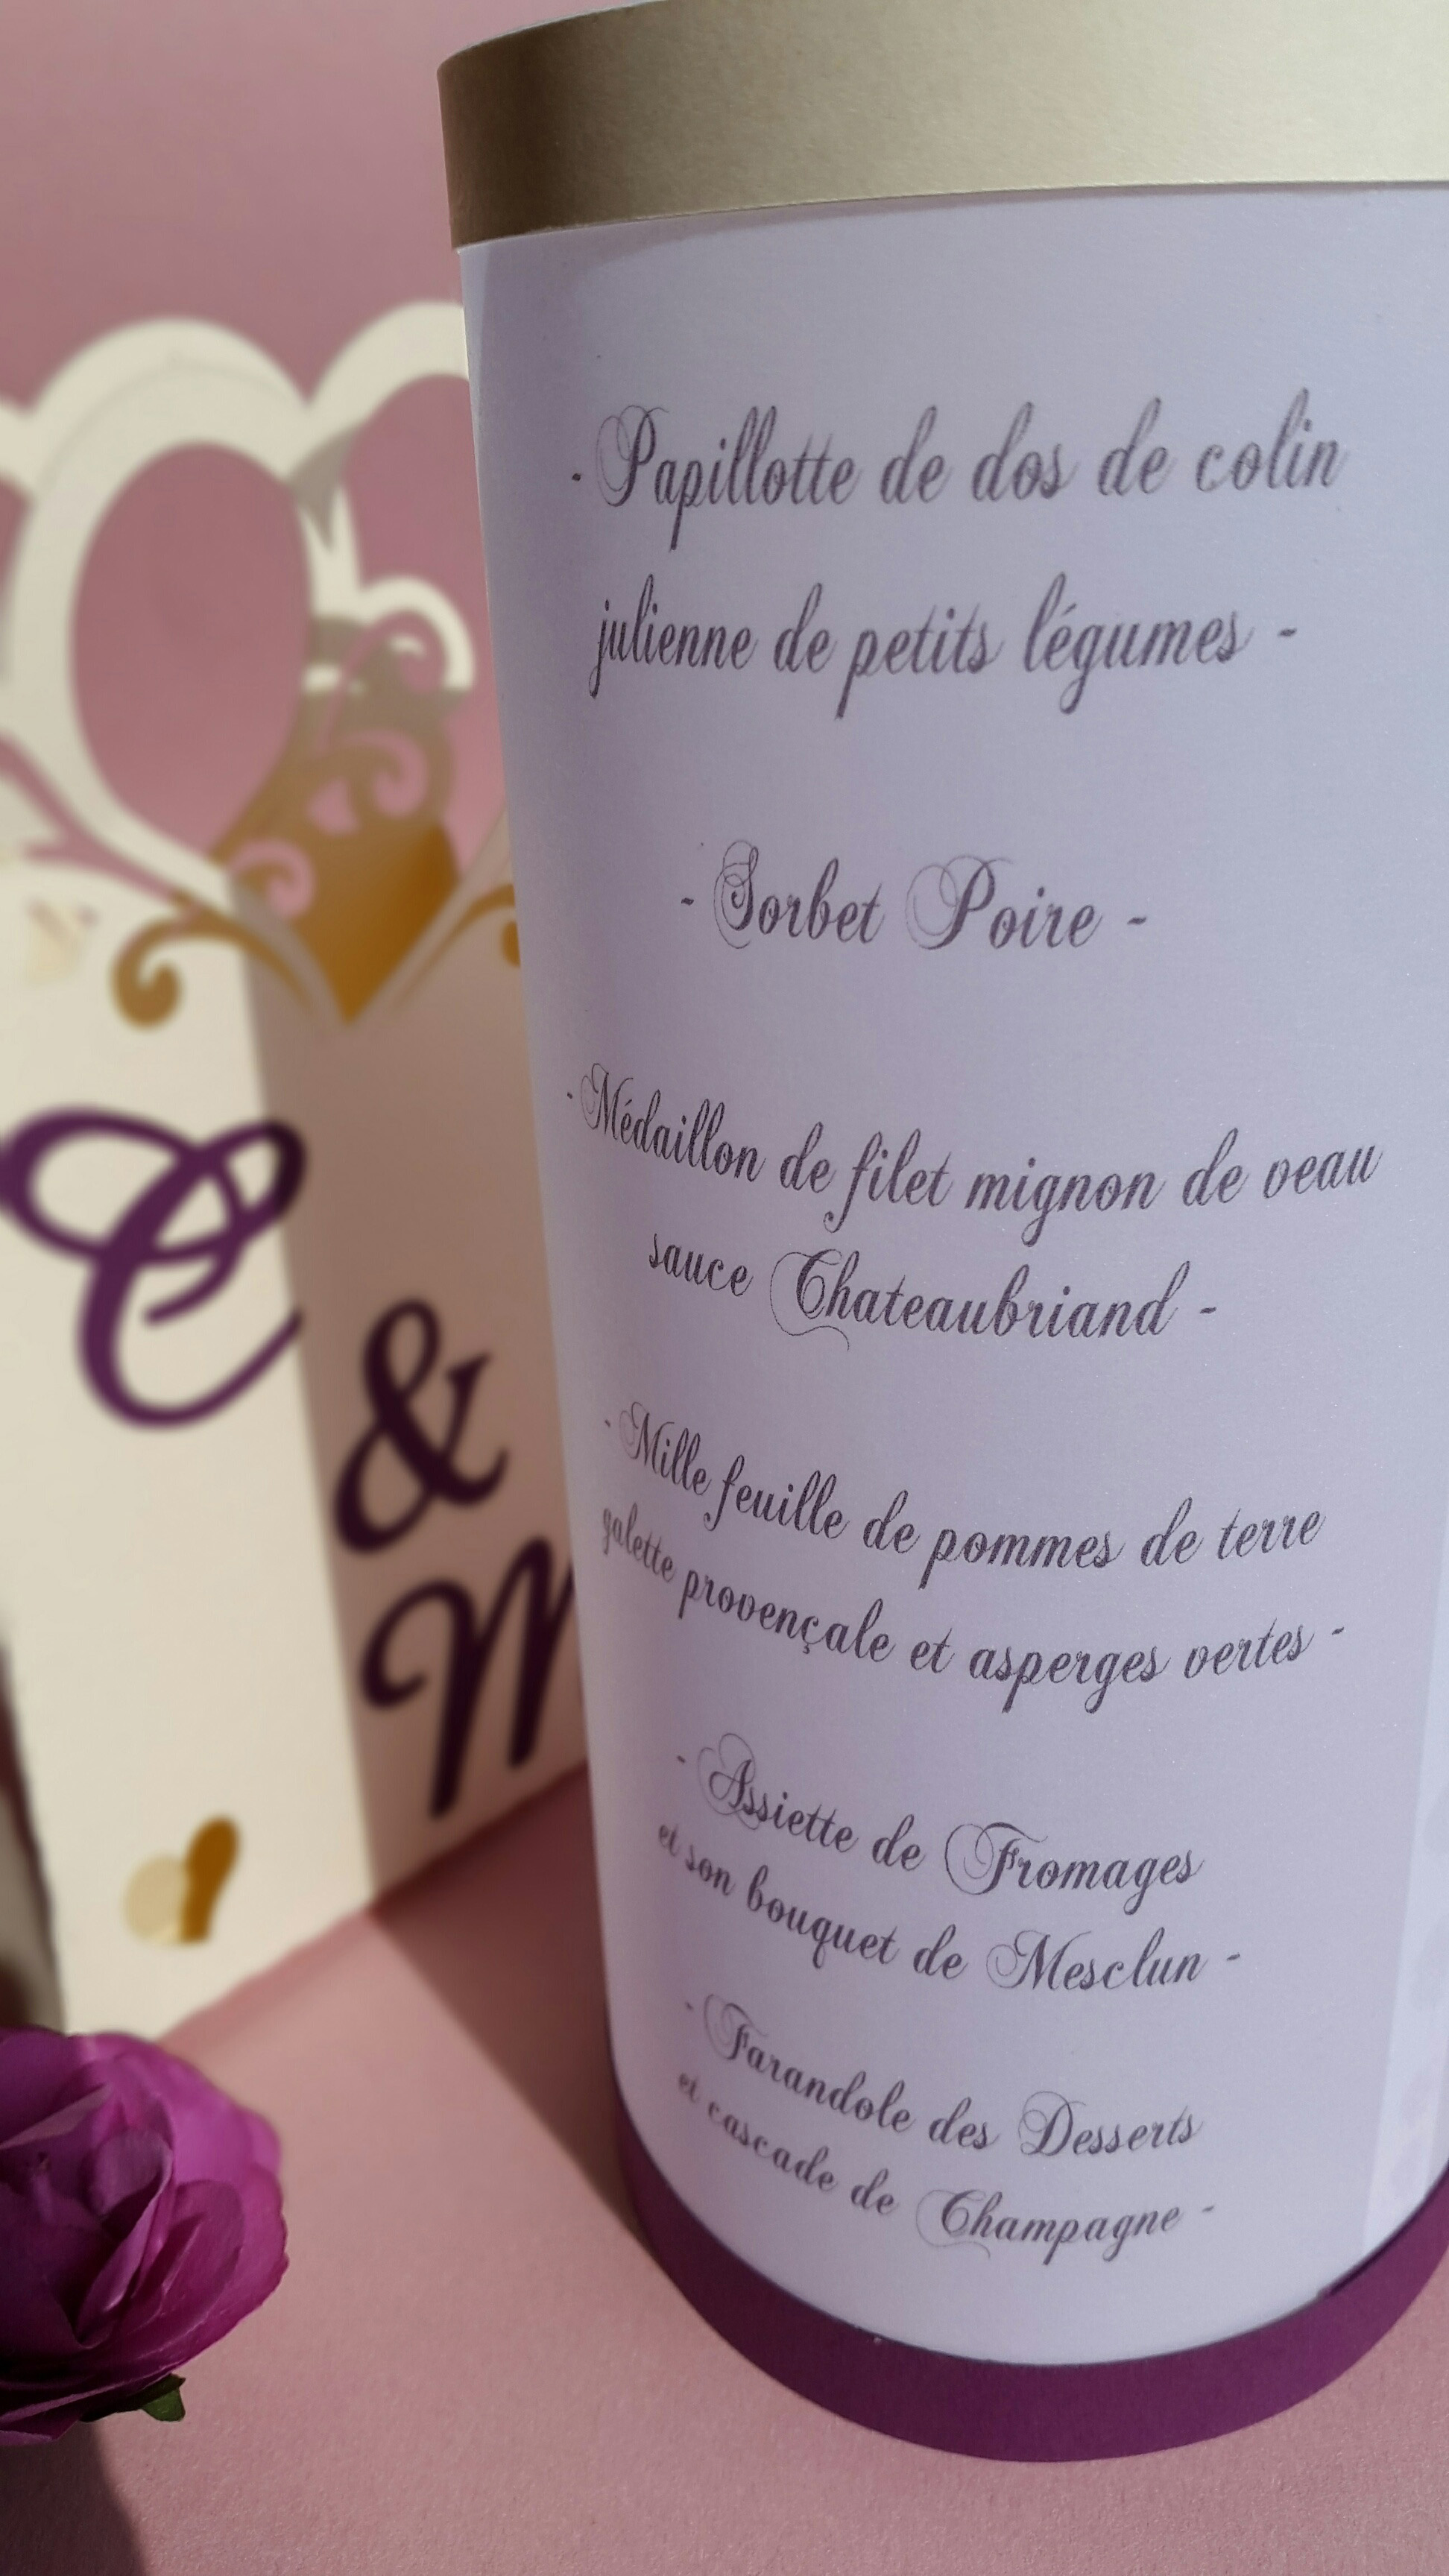 - Papillotte de dos de colin
julienne de petits légumes -
- Sorbet Poire -
- Médaillon de filet mignon de veau
sauce Chateaubriand -
- Mille feuille de pommes de terre
galette provençale et asperges vertes -
- Assiette de Fromages
et son bouquet de Mesclun -
- Farandole des Desserts
et cascade de Champagne -
C
&
M